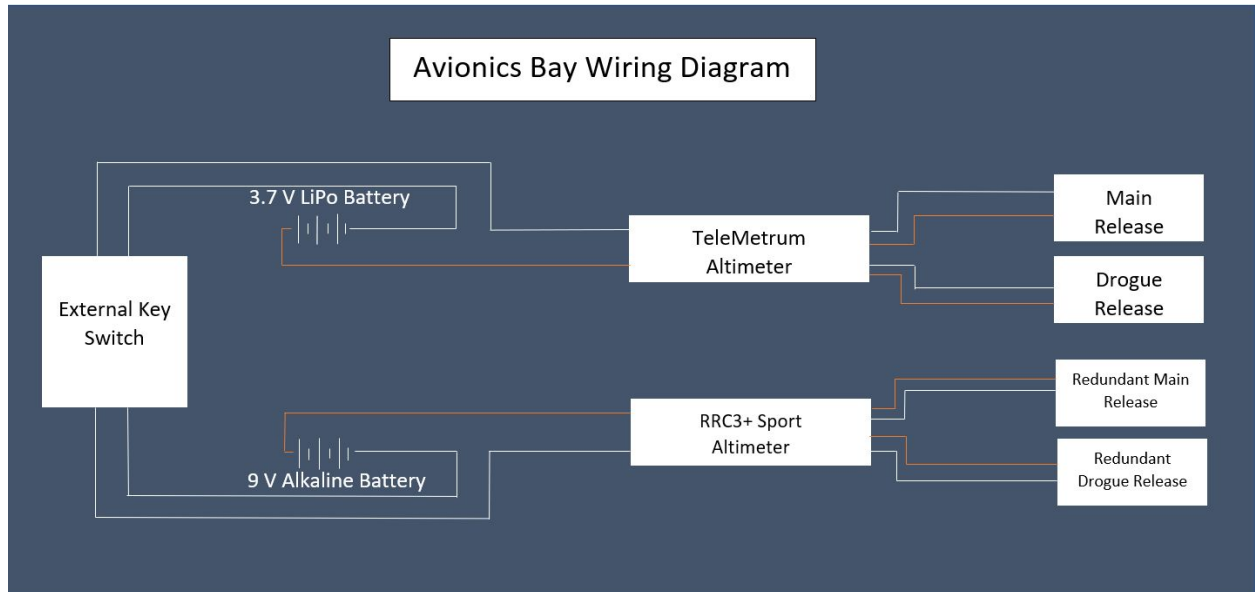 Avionics Bay Wiring Diagram
3.7 V LiPo Battery
TeleMetrum
Altimeter
Main
Release
Drogue
Release
External Key
Switch
9 V Alkaline Battery
RRC3+ Sport
Altimeter
Redundant Main
Release
Redundant
Drogue Release